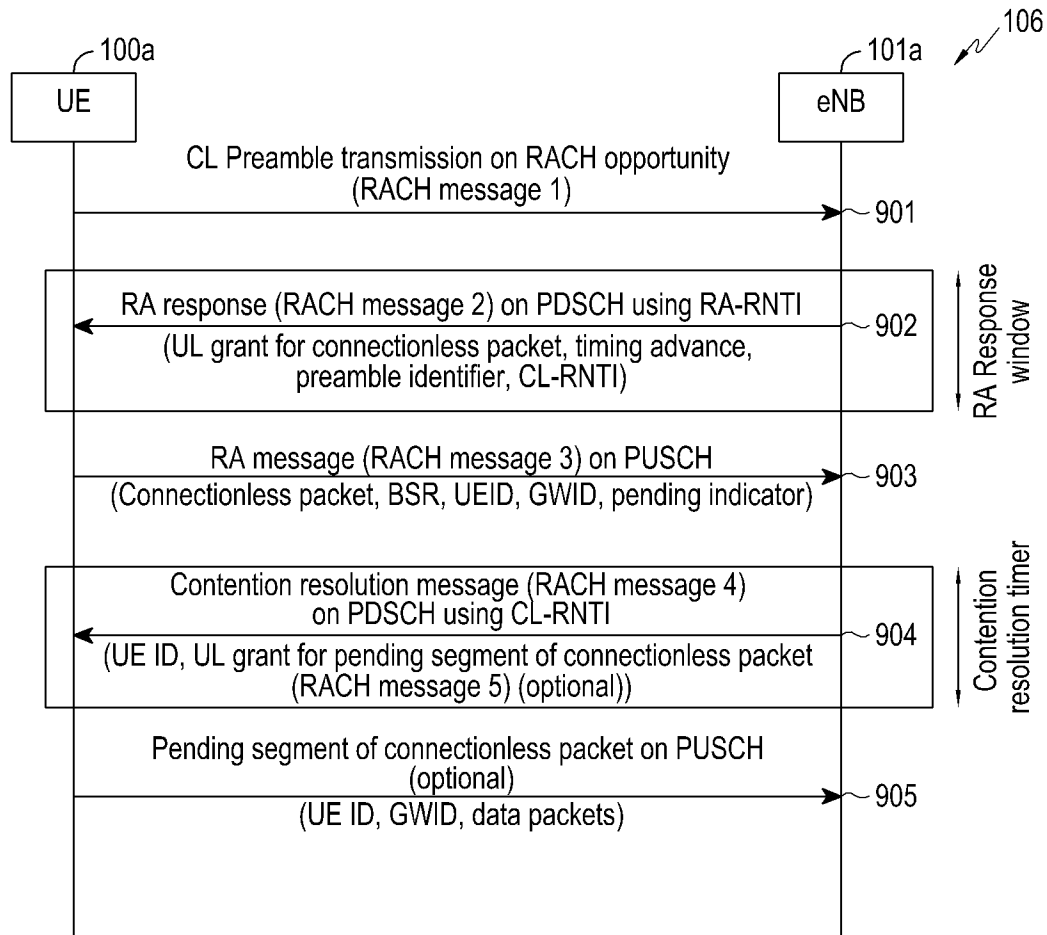 106
100a
101a
UE
eNB
CL Preamble transmission on RACH opportunity
(RACH message 1)
901
RA response (RACH message 2) on PDSCH using RA-RNTI
902
(UL grant for connectionless packet, timing advance,
preamble identifier, CL-RNTI)
RA Response
window
RA message (RACH message 3) on PUSCH
903
(Connectionless packet, BSR, UEID, GWID, pending indicator)
Contention resolution message (RACH message 4)
on PDSCH using CL-RNTI
904
(UE ID, UL grant for pending segment of connectionless packet
(RACH message 5) (optional))
Contention
resolution timer
Pending segment of connectionless packet on PUSCH
(optional)
905
(UE ID, GWID, data packets)